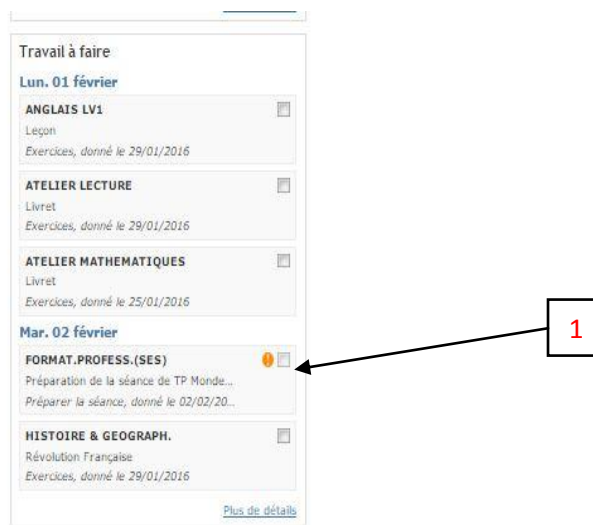 Travail à faire
Lun. 01 février
ANGLAIS LV1
Leçon
Exercices, donné le 29/01/2016
ATELIER LECTURE
Livret
Exercices, donné le 29/01/2016
ATELIER MATHEMATIQUES
Livret
Exercices, donné le 25/01/2016
Mar. 02 février
FORMAT.PROFESS.(SES)
Préparation de la séance de TP Monde...
Préparer la séance, donné le 02/02/20...
HISTOIRE & GEOGRAPH.
Révolution Française
Exercices, donné le 29/01/2016
Plus de détails
1